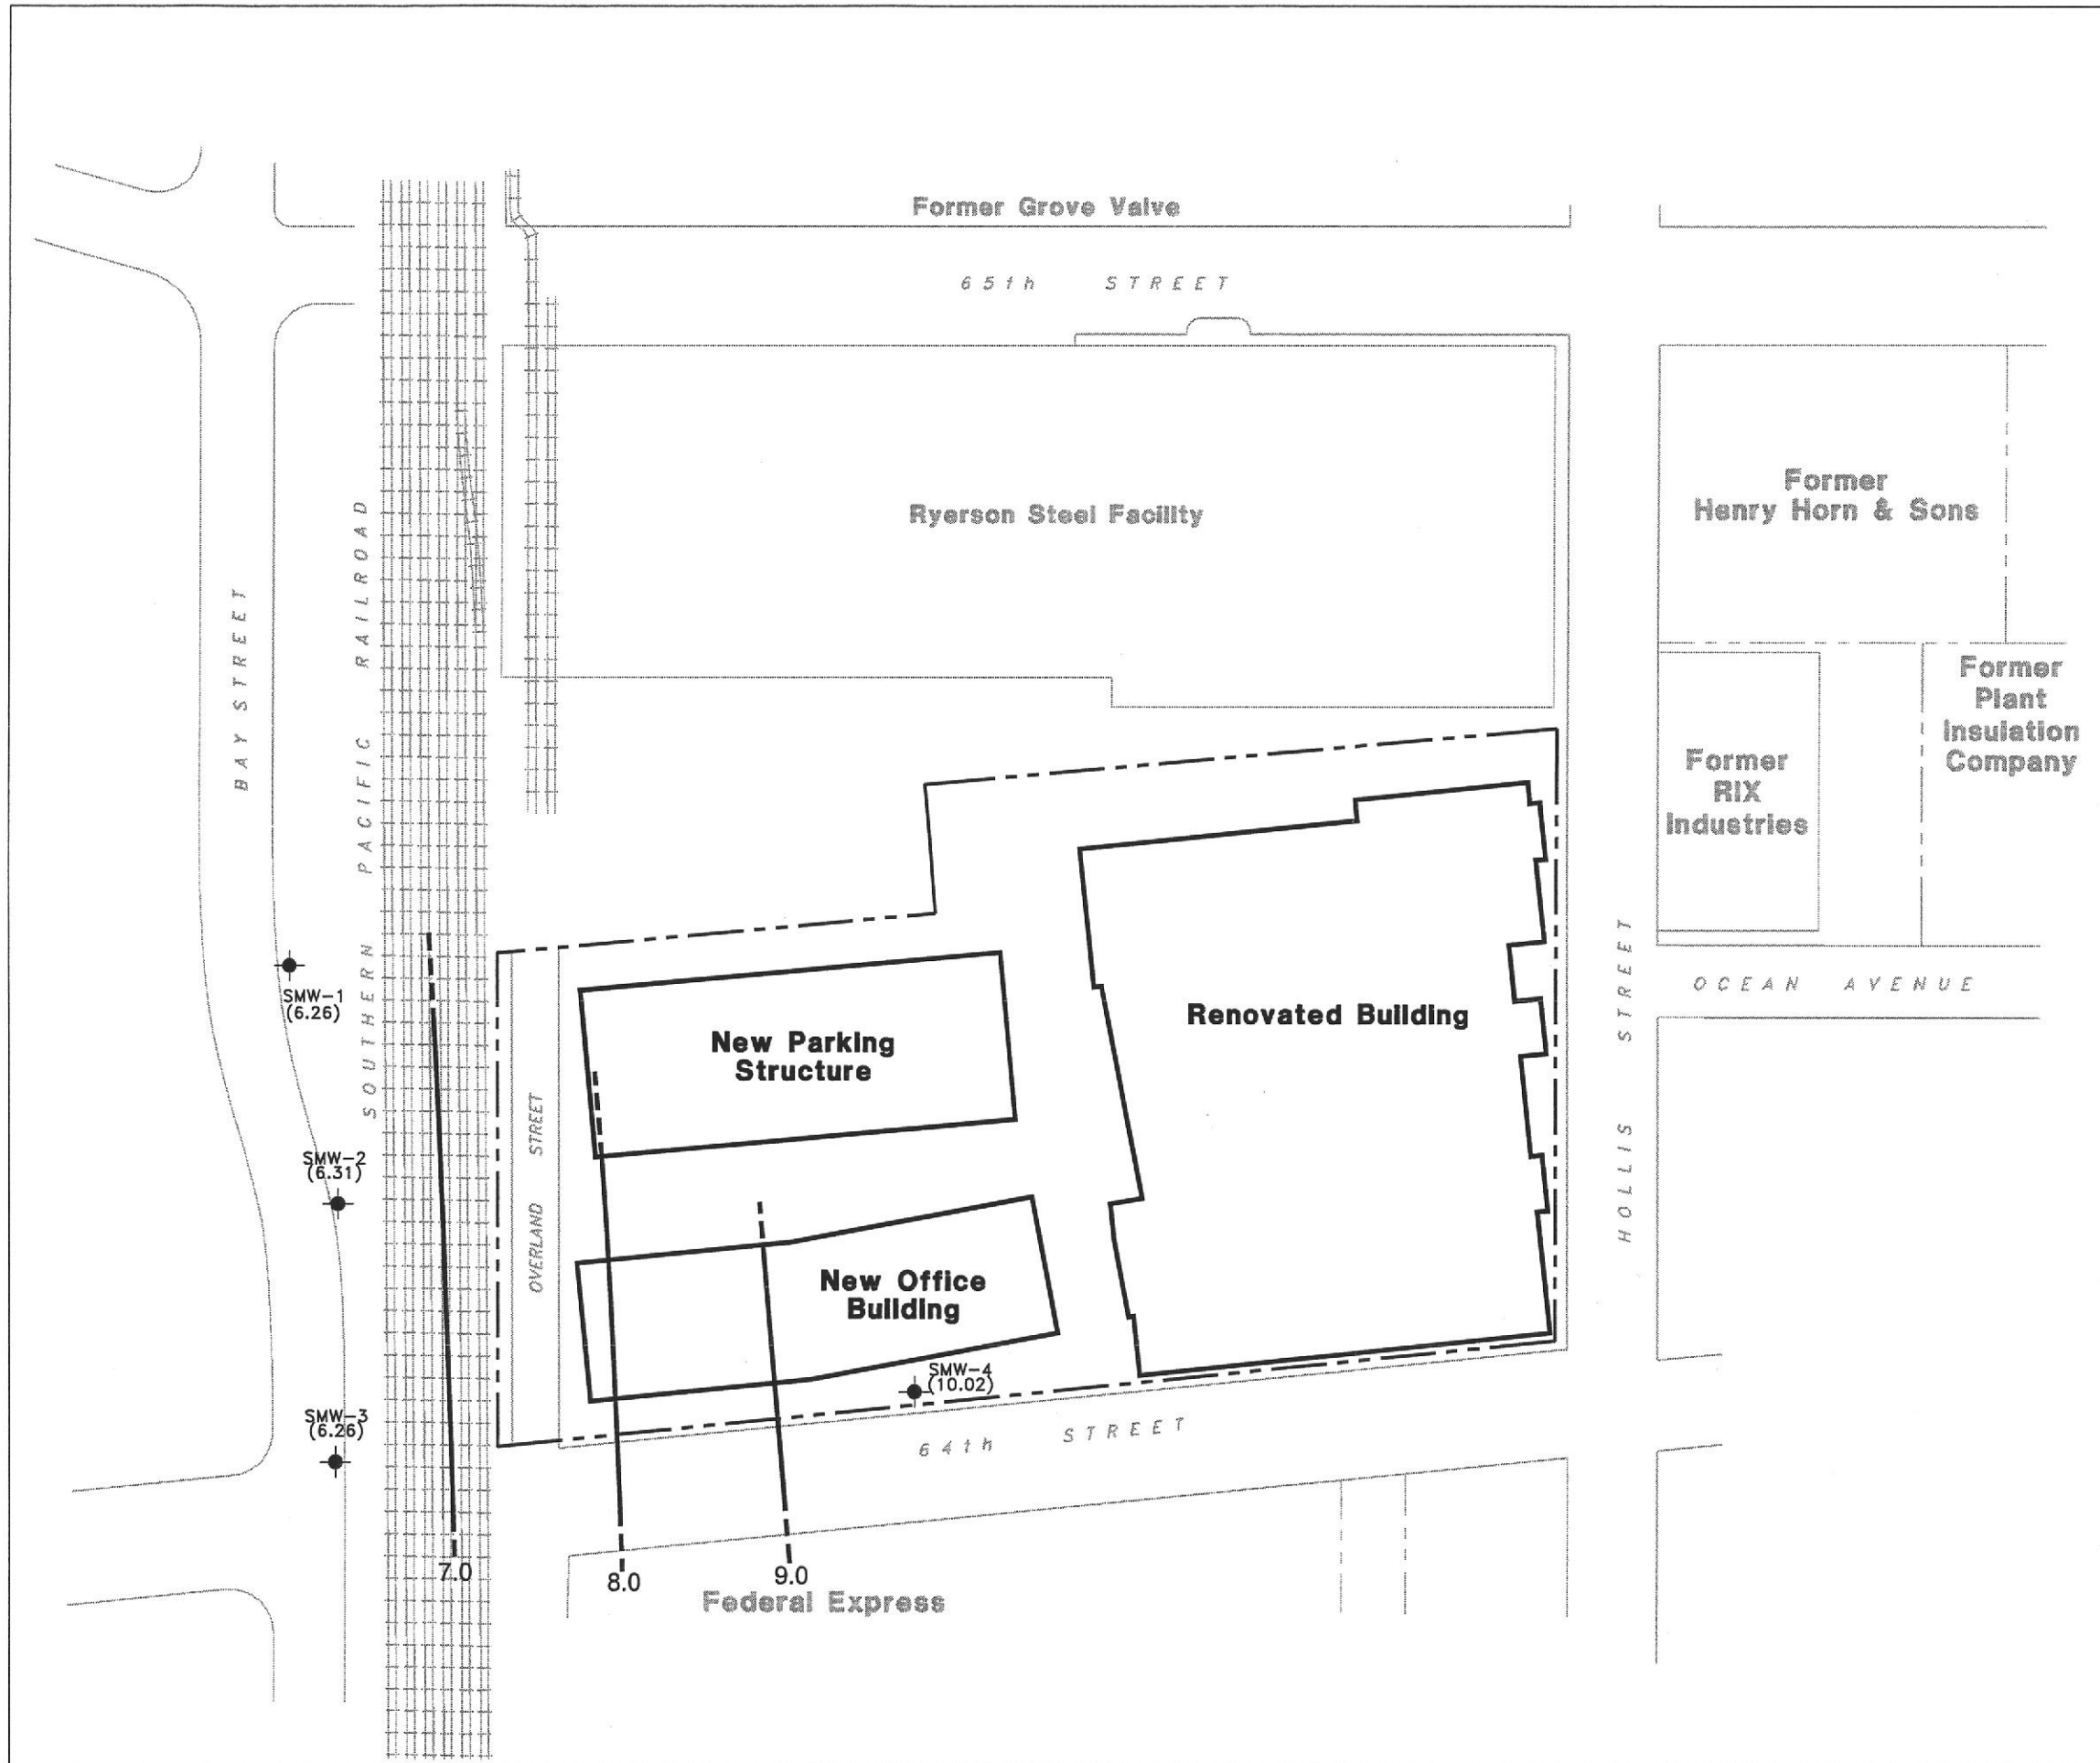 Former Grove Valve
65th STREET
Ryerson Steel Facility
Former
Henry Horn & Sons
BAY STREET
SOUTHERN PACIFIC RAILROAD
Former
Plant
Insulation
Company
Former
RIX
Industries
SMW-1
(6.26)
New Parking
Structure
Renovated Building
OCEAN AVENUE
HOLLIS STREET
OVERLAND STREET
SMW-2
(6.31)
New Office
Building
SMW-4
(10.02)
SMW-3
(6.26)
64th STREET
7.0
8.0
9.0
Federal Express